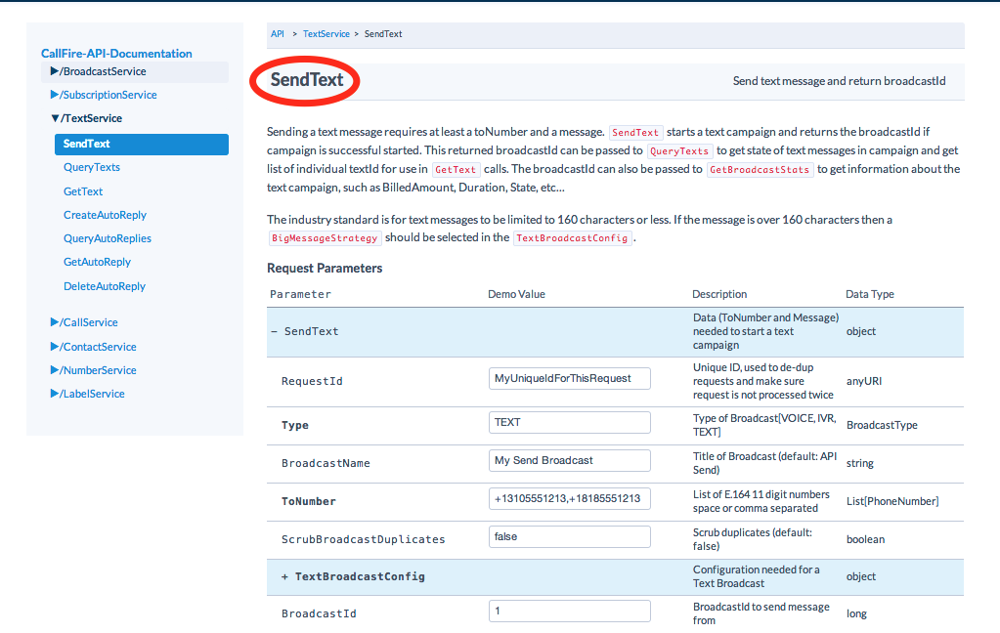 API > TextService > SendText
CallFire-API-Documentation
▶/BroadcastService
▶/SubscriptionService
▼/TextService
SendText
QueryTexts
GetText
CreateAutoReply
QueryAutoReplies
GetAutoReply
DeleteAutoReply
▶/CallService
▶/ContactService
▶/NumberService
▶/LabelService
SendText
Send text message and return broadcastId
Sending a text message requires at least a toNumber and a message. SendText starts a text campaign and returns the broadcastId if
campaign is successful started. This returned broadcastId can be passed to QueryTexts to get state of text messages in campaign and get
list of individual textId for use in GetText calls. The broadcastId can also be passed to GetBroadcastStats to get information about the
text campaign, such as BilledAmount, Duration, State, etc...
The industry standard is for text messages to be limited to 160 characters or less. If the message is over 160 characters then a
BigMessageStrategy should be selected in the TextBroadcastConfig.
Request Parameters
Parameter Demo Value Description Data Type
− SendText
Data (ToNumber and Message)
needed to start a text
campaign
object
RequestId
MyUniqueIdForThisRequest
Unique ID, used to de-dup
requests and make sure
request is not processed twice
anyURI
Type
TEXT
Type of Broadcast[VOICE, IVR,
TEXT]
BroadcastType
BroadcastName
My Send Broadcast
Title of Broadcast (default: API
Send)
string
ToNumber
+13105551213,+18185551213
List of E.164 11 digit numbers
space or comma separated
List[PhoneNumber]
ScrubBroadcastDuplicates
false
Scrub duplicates (default:
false)
boolean
+ TextBroadcastConfig
Configuration needed for a
Text Broadcast
object
BroadcastId
1
BroadcastId to send message
from
long